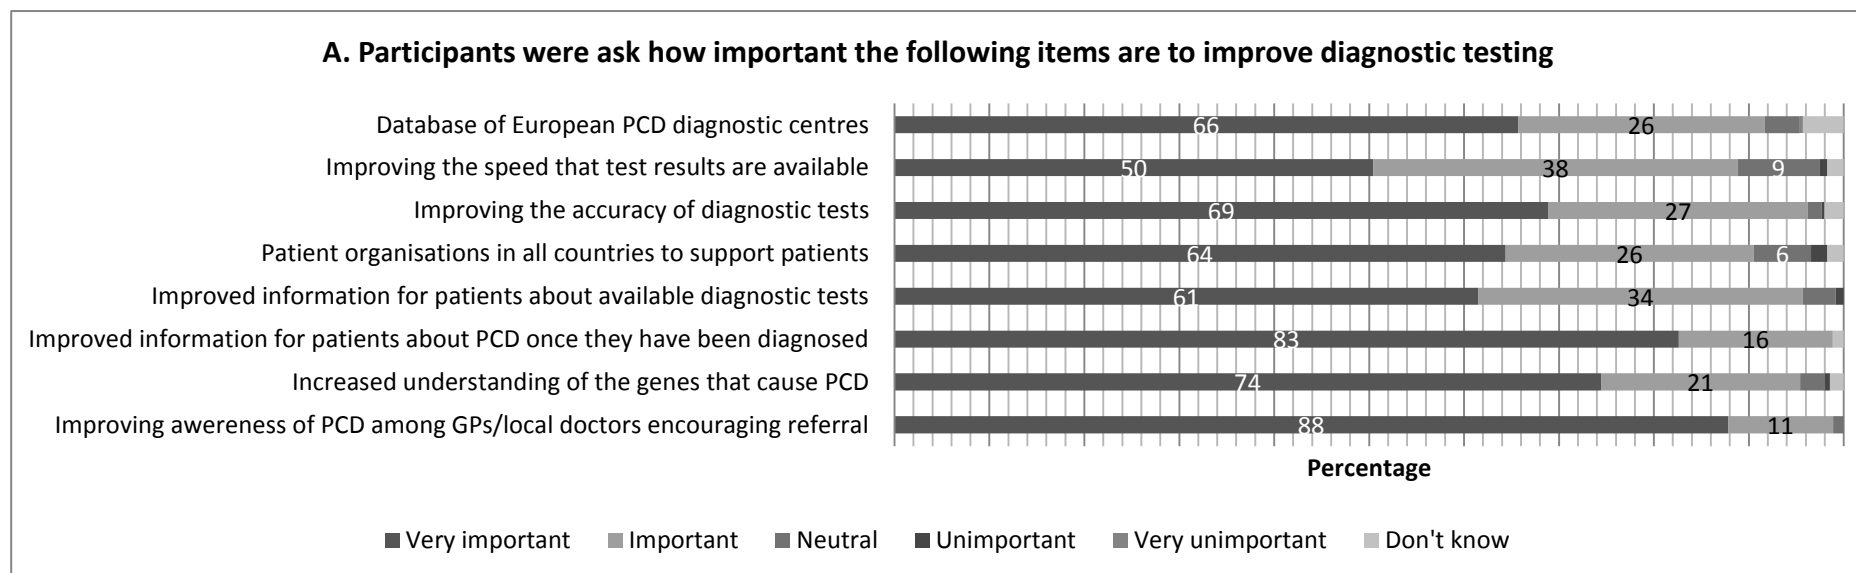 A. Participants were ask how important the following items are to improve diagnostic testing
Database of European PCD diagnostic centres 66 26
Improving the speed that test results are available 50 38 9
Improving the accuracy of diagnostic tests 69 27
Patient organisations in all countries to support patients 64 26 6
Improved information for patients about available diagnostic tests 61 34
Improved information for patients about PCD once they have been diagnosed 83 16
Increased understanding of the genes that cause PCD 74 21
Improving awereness of PCD among GPs/local doctors encouraging referral 88 11
Percentage
Very important Important Neutral Unimportant Very unimportant Don't know